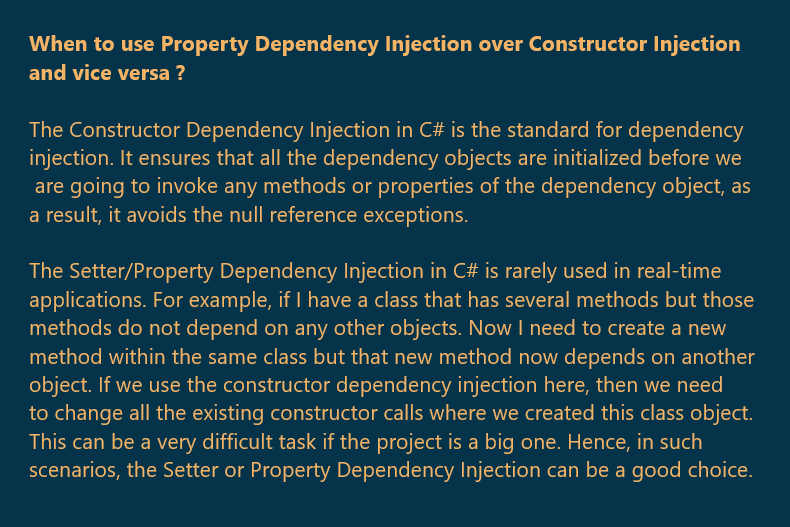 When to use Property Dependency Injection over Constructor Injection
and vice versa ?
The Constructor Dependency Injection in C# is the standard for dependency
injection. It ensures that all the dependency objects are initialized before we
are going to invoke any methods or properties of the dependency object, as
a result, it avoids the null reference exceptions.
The Setter/Property Dependency Injection in C# is rarely used in real-time
applications. For example, if I have a class that has several methods but those
methods do not depend on any other objects. Now I need to create a new
method within the same class but that new method now depends on another
object. If we use the constructor dependency injection here, then we need
to change all the existing constructor calls where we created this class object.
This can be a very difficult task if the project is a big one. Hence, in such
scenarios, the Setter or Property Dependency Injection can be a good choice.